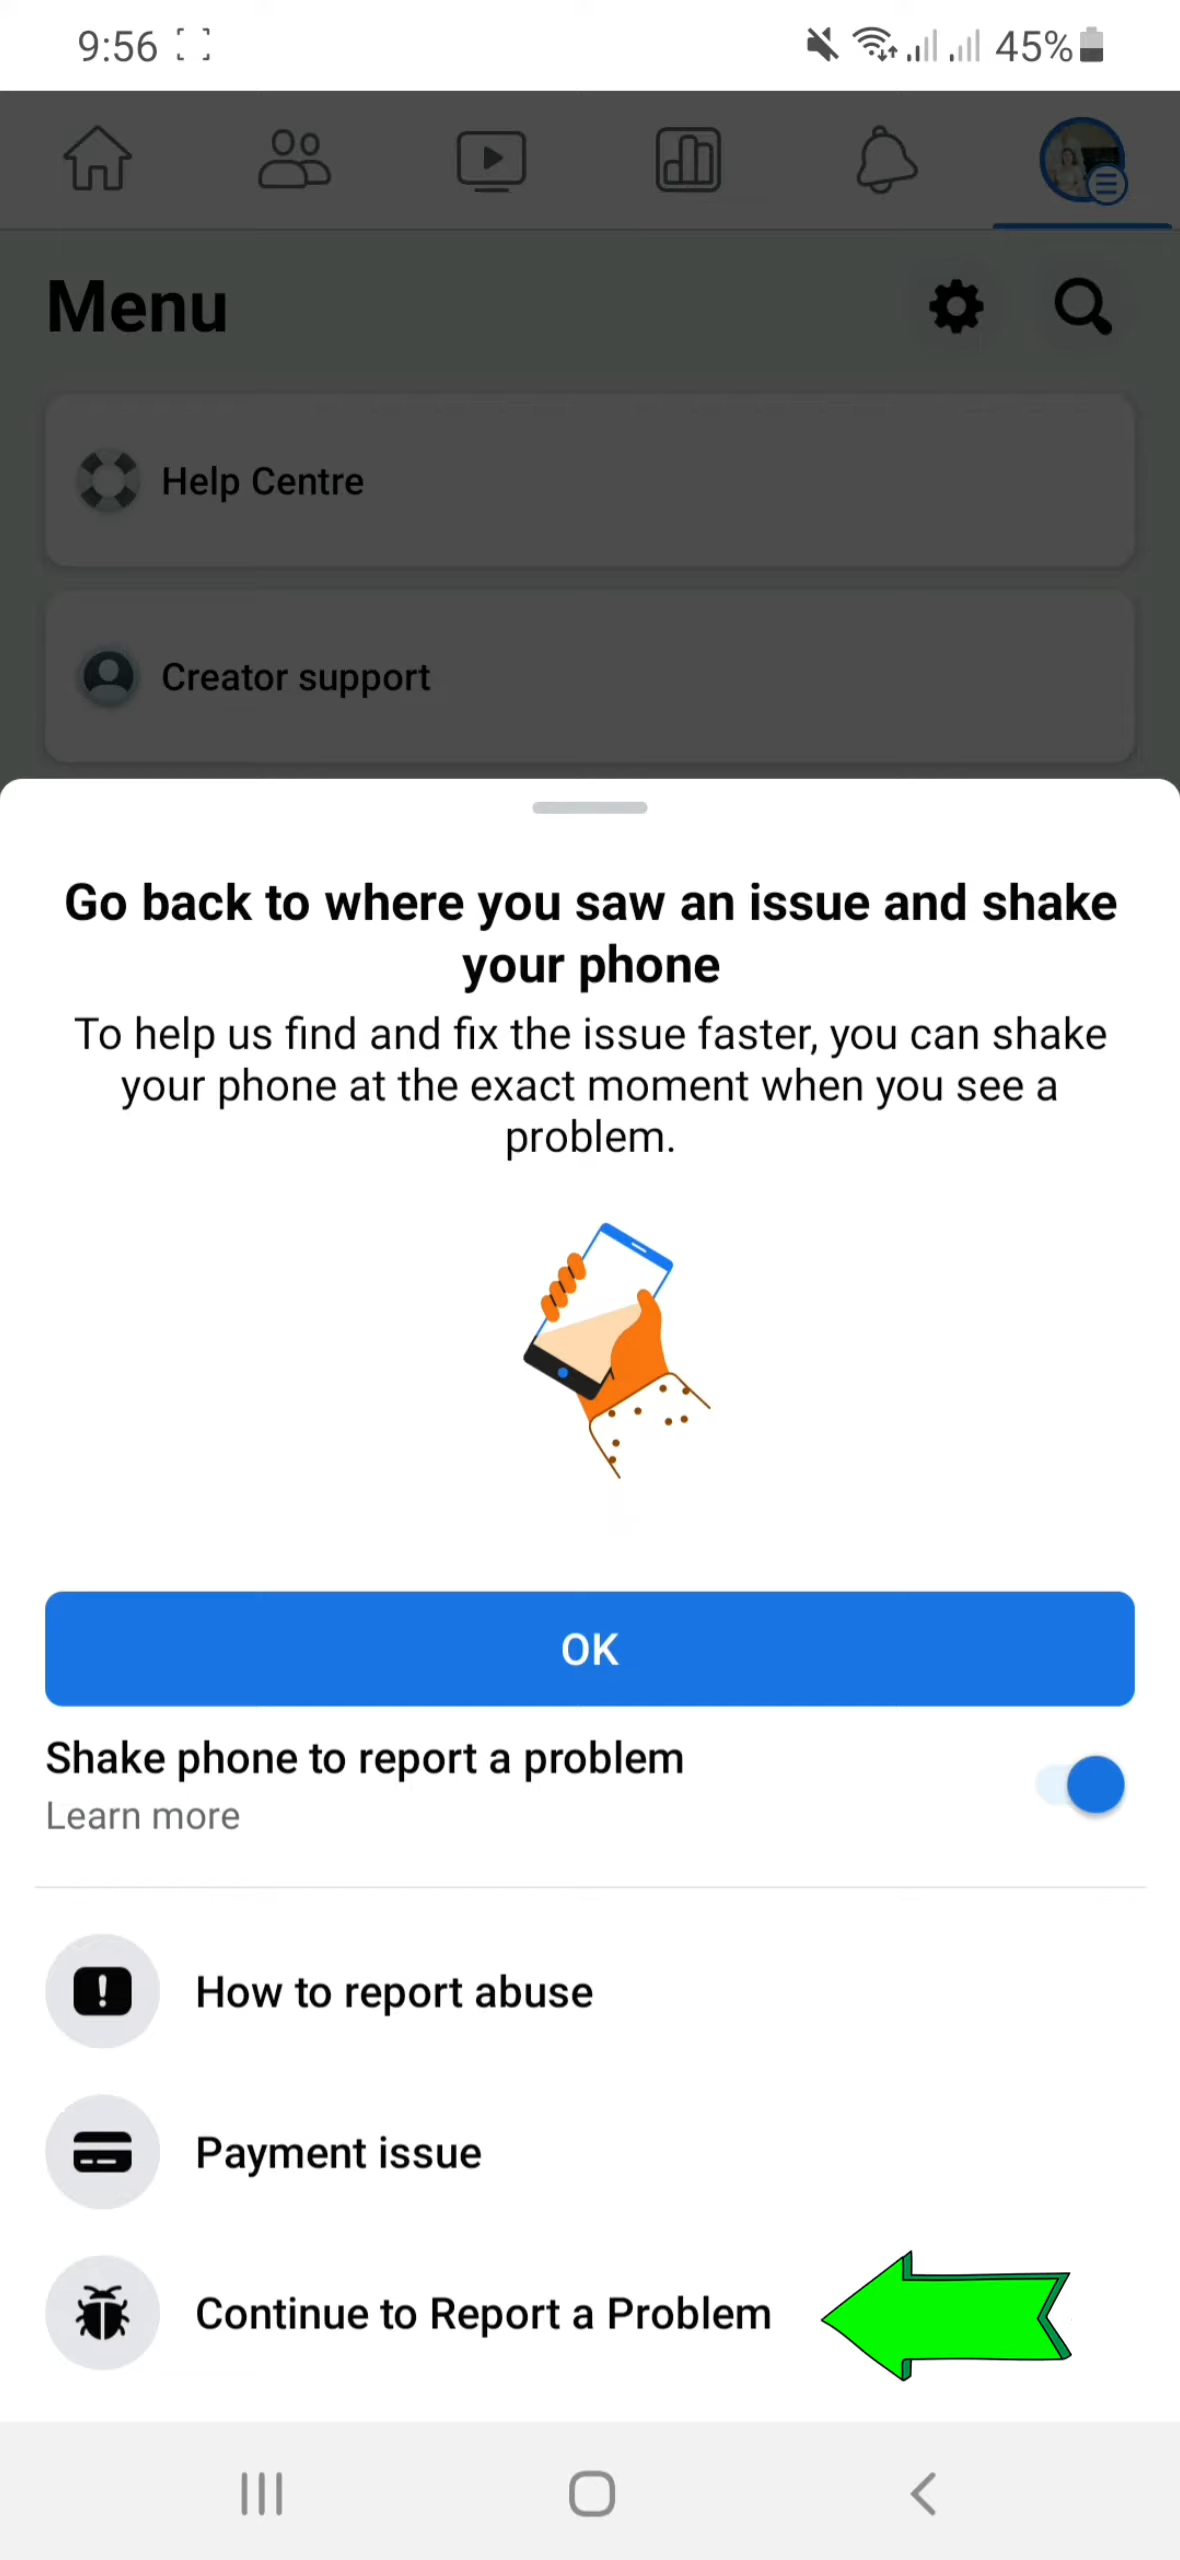 9:56
45%
Menu
Help Centre
Creator support
Go back to where you saw an issue and shake
your phone
To help us find and fix the issue faster, you can shake
your phone at the exact moment when you see a
problem.
OK
Shake phone to report a problem
Learn more
How to report abuse
Payment issue
Continue to Report a Problem